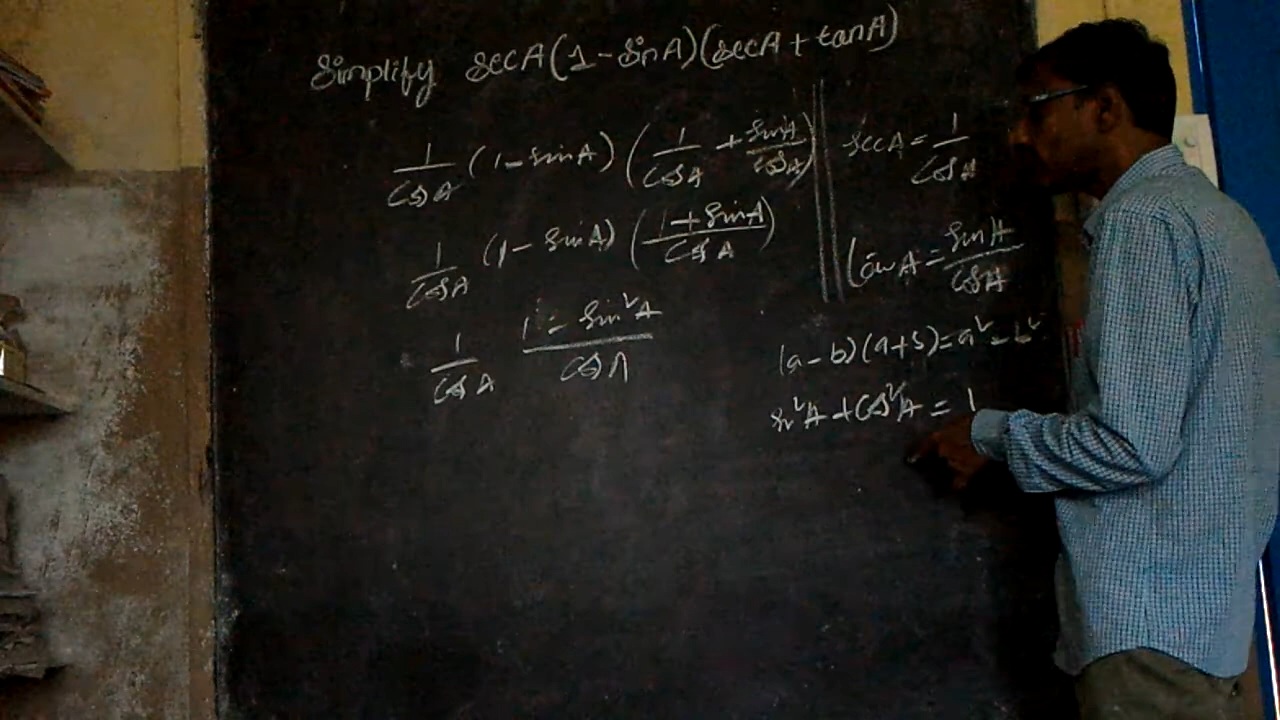 Simplify secA(1-sinA)(secA+tanA)
1/CosA (1-sinA) (1/CosA + sinA/CosA)
1/CosA (1-sinA) ((1+sinA)/CosA)
1/CosA (1-sin²A)/CosA
secA = 1/CosA
tanA = sinA/CosA
(a-b)(a+b)=a²-b²
sin²A+Cos²A = 1